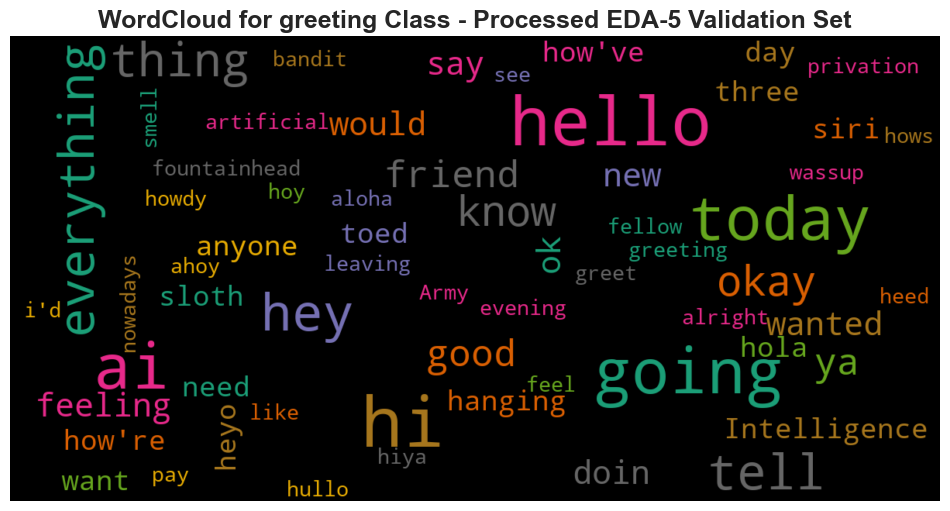 WordCloud for greeting Class - Processed EDA-5 Validation Set
everything
thing
bandit
say
how've
see
day
privation
three
smell
artificial
would
hello
siri
hows
fountainhead
friend
new
wassup
howdy
hoy
aloha
know
today
toed
fellow
anyone
ok
greeting
ahoy
leaving
greet
okay
nowadays
sloth
Army
heed
i'd
hey
evening
alright
wanted
ai
good
going
hola
ya
need
feel
feeling
like
hanging
hi
how're
heyo
Intelligence
hiya
want
pay
doin
tell
hullo